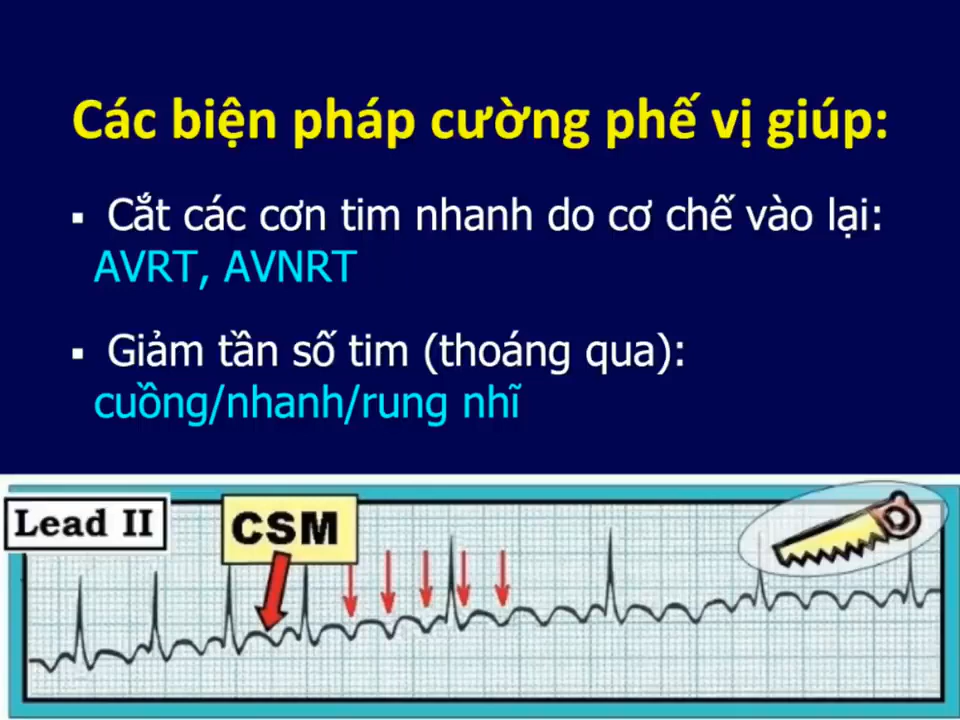 Các biện pháp cường phế vị giúp:
▪ Cắt các cơn tim nhanh do cơ chế vào lại:
AVRT, AVNRT
▪ Giảm tần số tim (thoáng qua):
cuồng/nhanh/rung nhĩ
Lead II
CSM